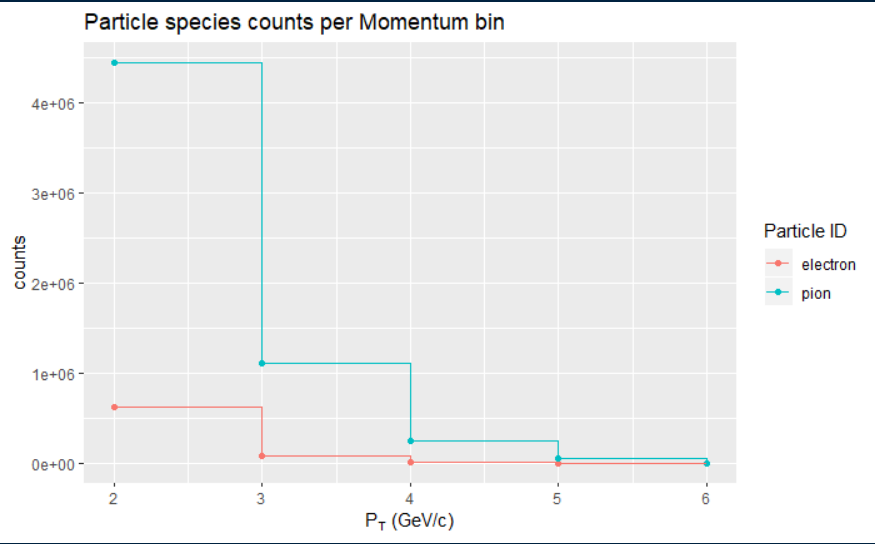 Particle species counts per Momentum bin
4e+06
3e+06
2e+06
1e+06
0e+00
counts
2 3 4 5 6
P_T (GeV/c)
Particle ID
electron
pion